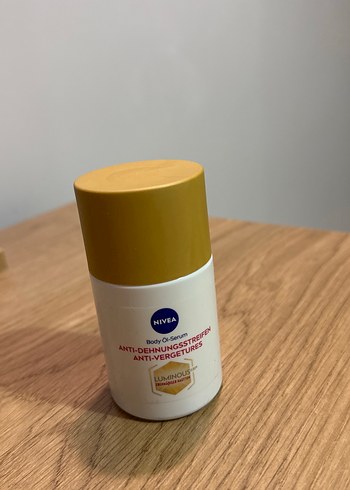 NIVEA
Body Öl-Serum
ANTI-DEHNUNGSSTREIFEN
ANTI-VERGETURES
LUMINOUS